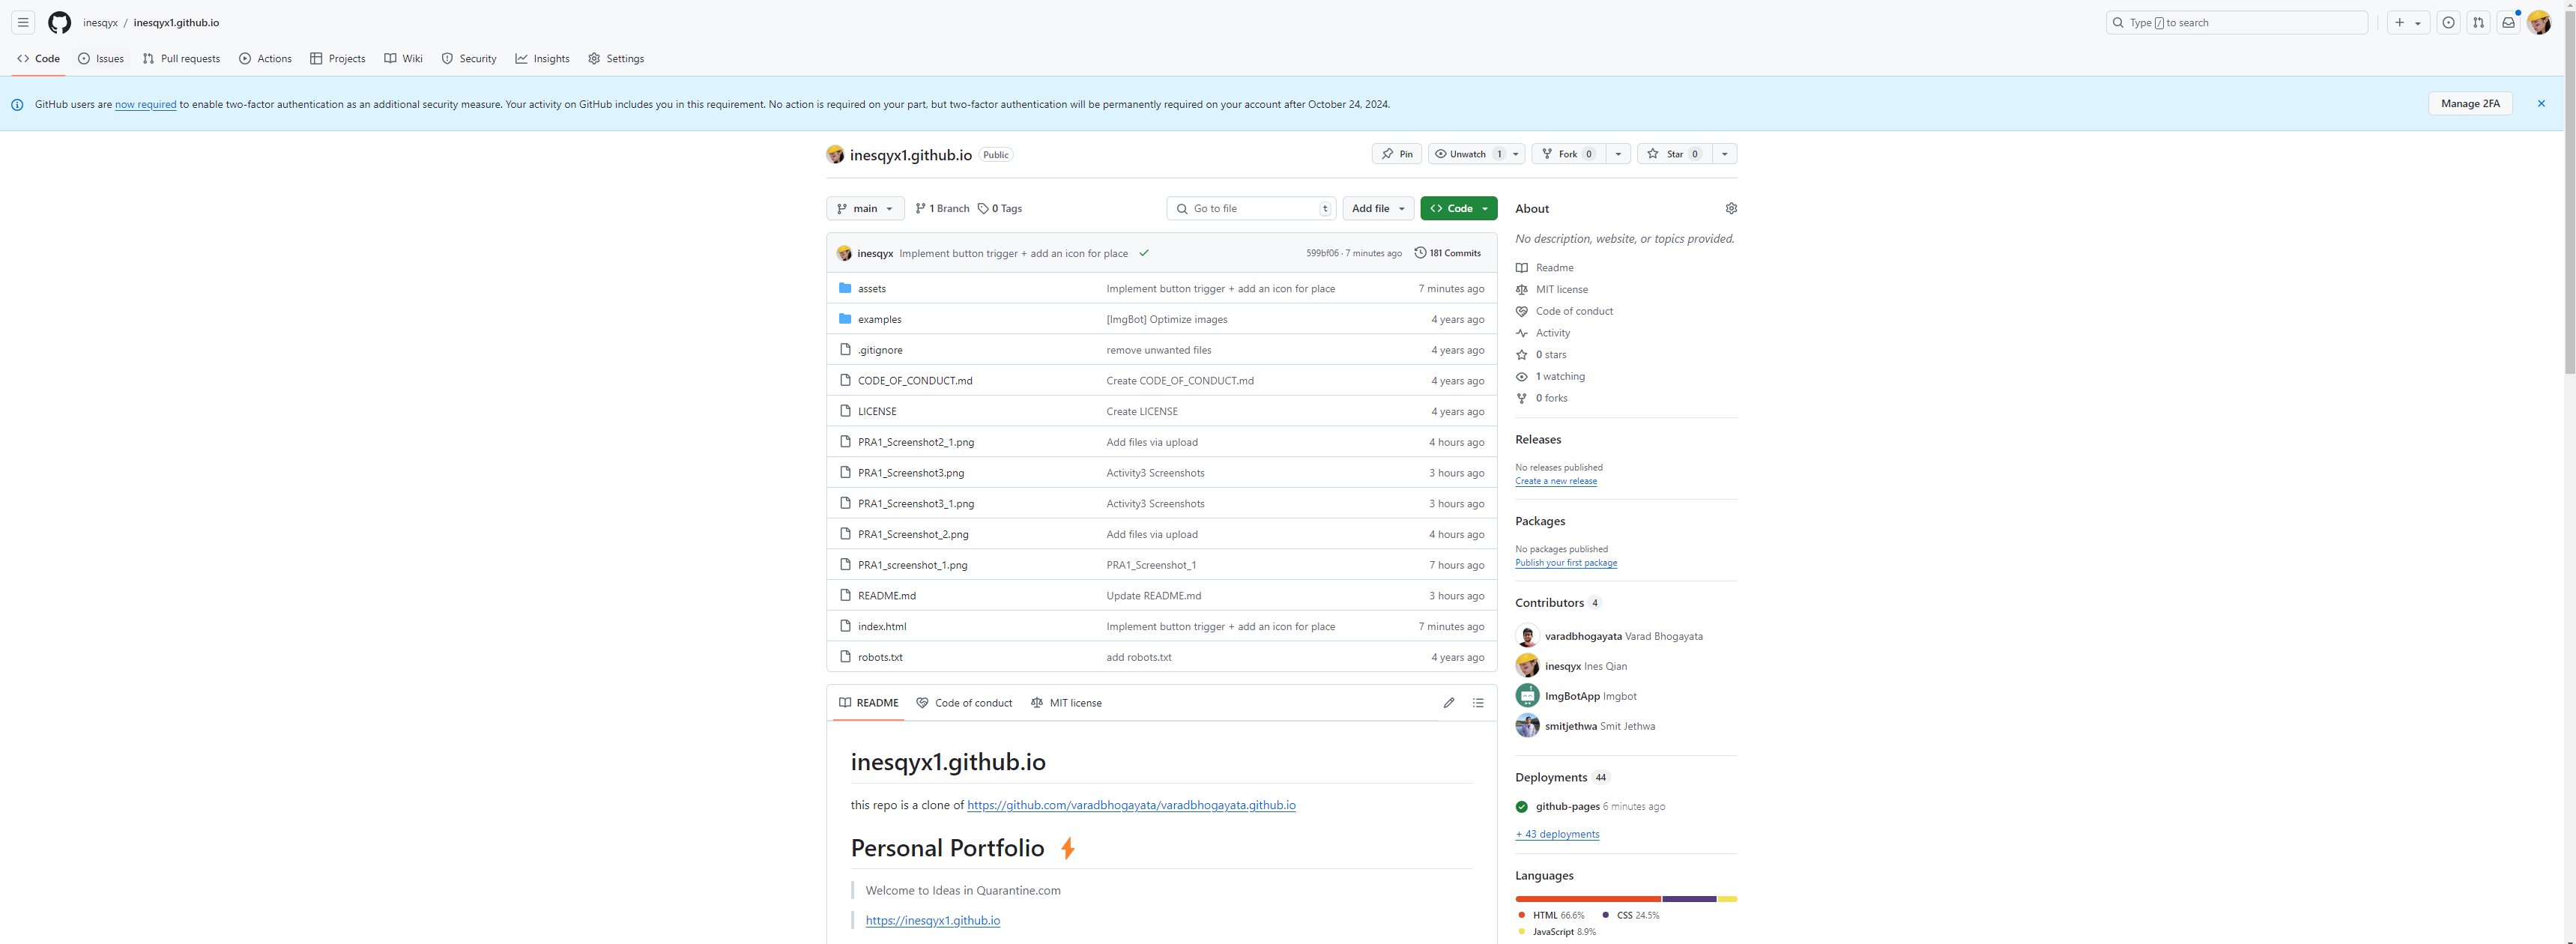 inesqyx / inesqyx1.github.io
Type / to search
Code Issues Pull requests Actions Projects Wiki Security Insights Settings
GitHub users are now required to enable two-factor authentication as an additional security measure. Your activity on GitHub includes you in this requirement. No action is required on your part, but two-factor authentication will be permanently required on your account after October 24, 2024.
Manage 2FA
inesqyx1.github.io Public
Pin Unwatch 1 Fork 0 Star 0
main 1 Branch 0 Tags
Go to file t Add file Code
inesqyx Implement button trigger + add an icon for place 599bf06 · 7 minutes ago 181 Commits
assets Implement button trigger + add an icon for place 7 minutes ago
examples [ImgBot] Optimize images 4 years ago
.gitignore remove unwanted files 4 years ago
CODE_OF_CONDUCT.md Create CODE_OF_CONDUCT.md 4 years ago
LICENSE Create LICENSE 4 years ago
PRA1_Screenshot2_1.png Add files via upload 4 hours ago
PRA1_Screenshot3.png Activity3 Screenshots 3 hours ago
PRA1_Screenshot3_1.png Activity3 Screenshots 3 hours ago
PRA1_Screenshot_2.png Add files via upload 4 hours ago
PRA1_screenshot_1.png PRA1_Screenshot_1 7 hours ago
README.md Update README.md 3 hours ago
index.html Implement button trigger + add an icon for place 7 minutes ago
robots.txt add robots.txt 4 years ago
README Code of conduct MIT license
inesqyx1.github.io
this repo is a clone of https://github.com/varadbhogayata/varadbhogayata.github.io
Personal Portfolio
Welcome to Ideas in Quarantine.com
https://inesqyx1.github.io
About
No description, website, or topics provided.
Readme
MIT license
Code of conduct
Activity
0 stars
1 watching
0 forks
Releases
No releases published
Create a new release
Packages
No packages published
Publish your first package
Contributors 4
varadbhogayata Varad Bhogayata
inesqyx Ines Qian
ImgBotApp Imgbot
smitjethwa Smit Jethwa
Deployments 44
github-pages 6 minutes ago
+ 43 deployments
Languages
HTML 66.6% CSS 24.5%
JavaScript 8.9%